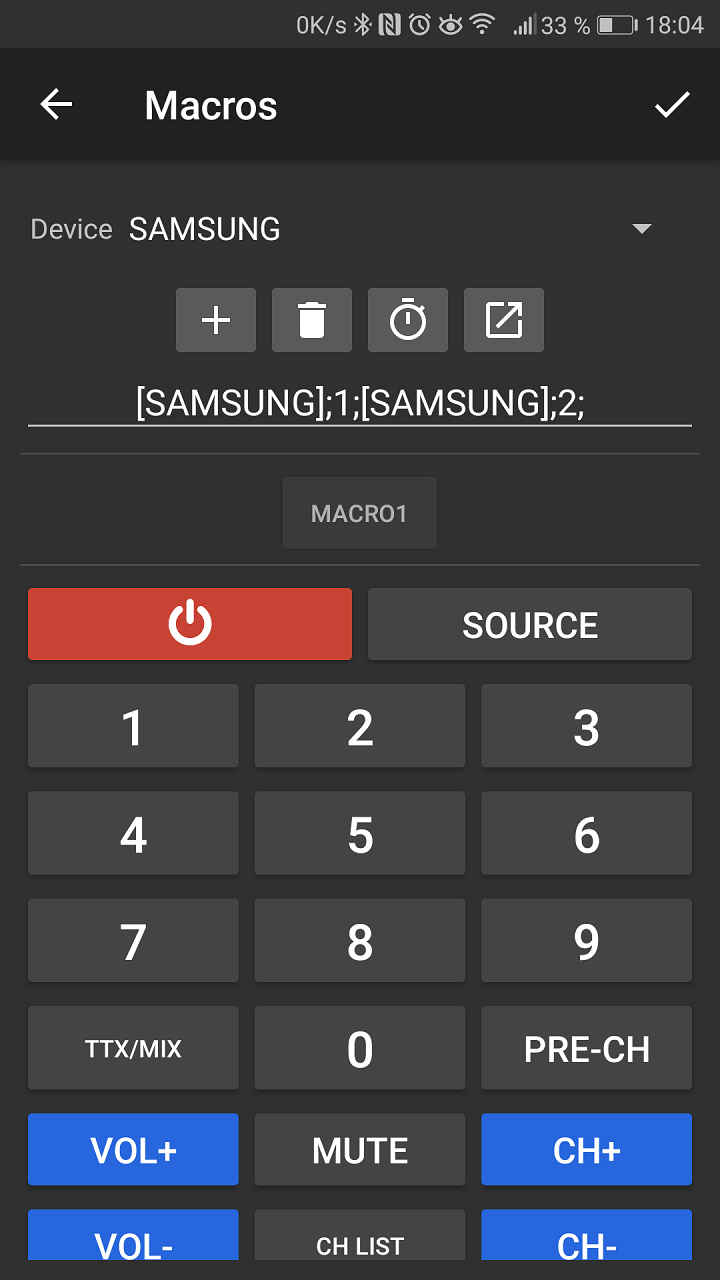 0K/s 33 % 18:04
Macros
Device SAMSUNG
[SAMSUNG];1;[SAMSUNG];2;
MACRO1
SOURCE
1 2 3
4 5 6
7 8 9
TTX/MIX 0 PRE-CH
VOL+ MUTE CH+
VOL- CH LIST CH-